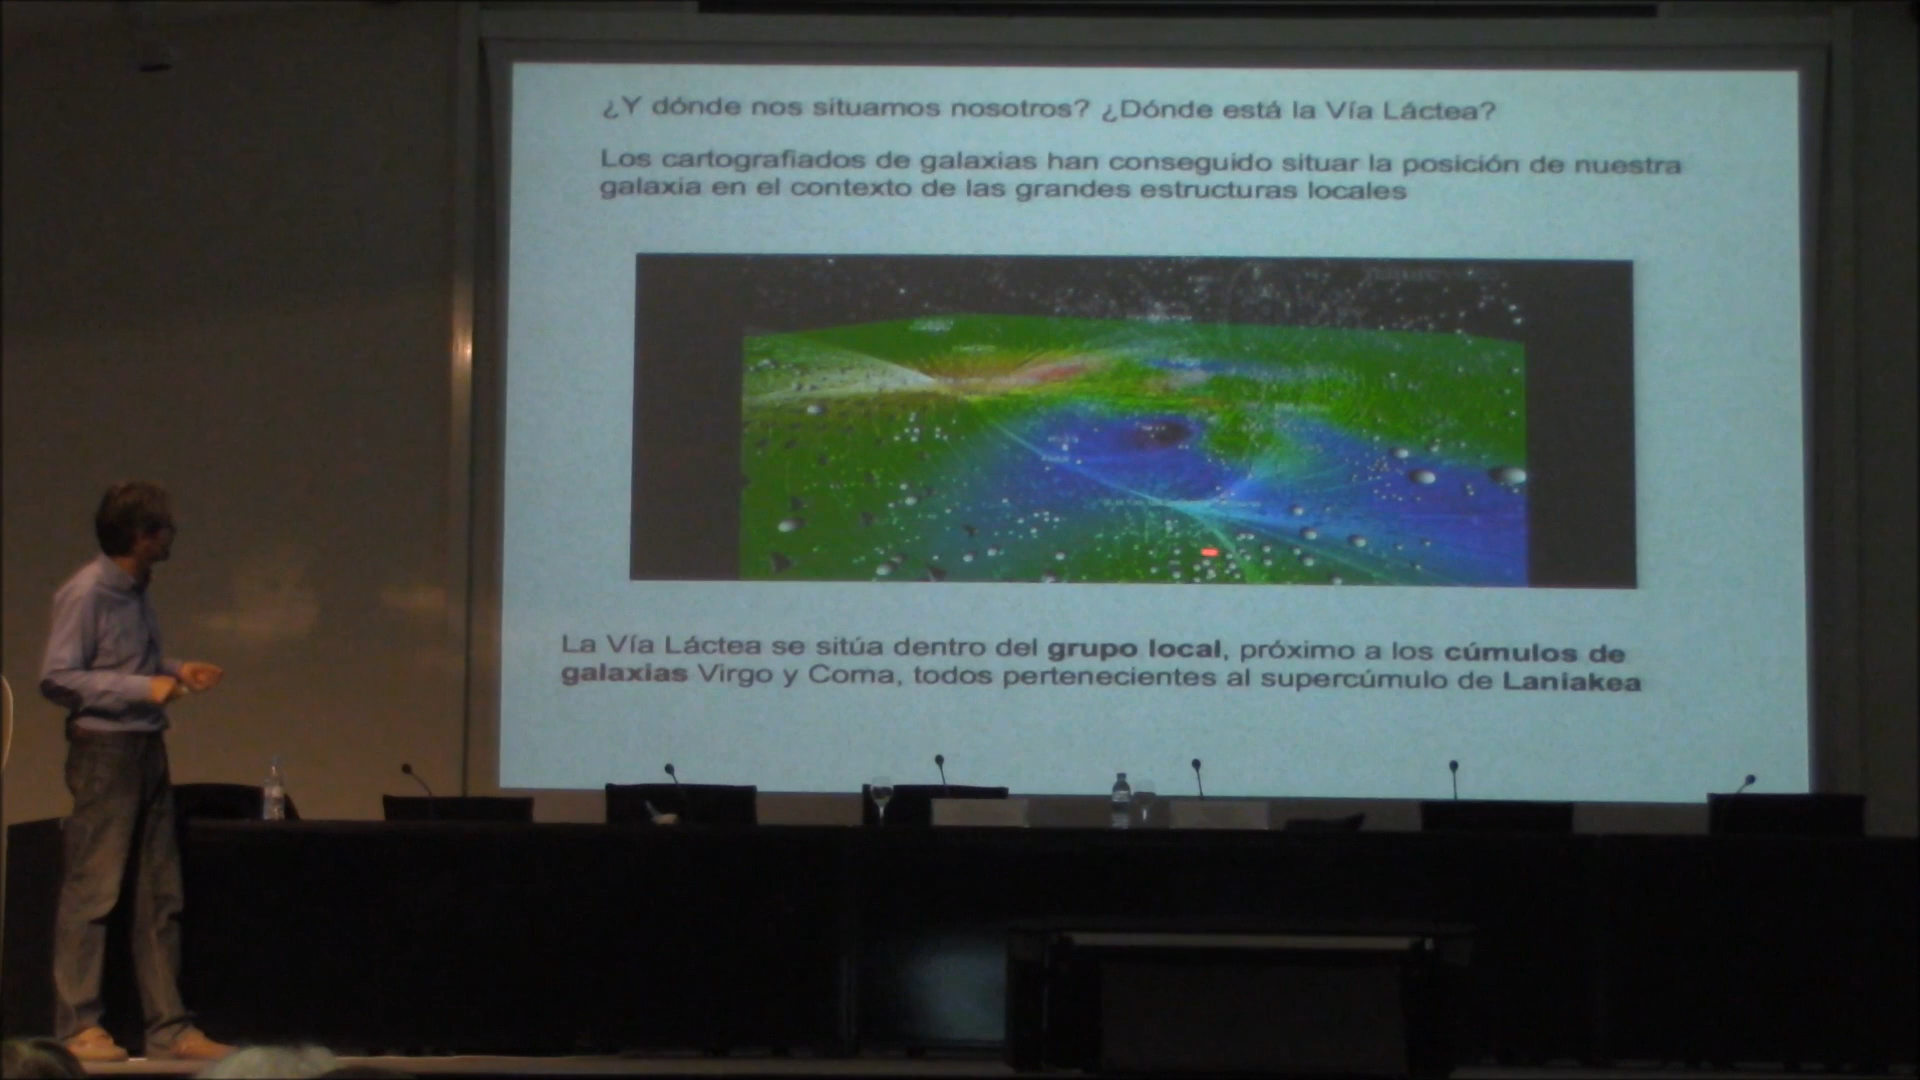 ¿Y dónde nos situamos nosotros? ¿Dónde está la Vía Láctea?
Los cartografiados de galaxias han conseguido situar la posición de nuestra
galaxia en el contexto de las grandes estructuras locales
La Vía Láctea se sitúa dentro del grupo local, próximo a los cúmulos de
galaxias Virgo y Coma, todos pertenecientes al supercúmulo de Laniakea